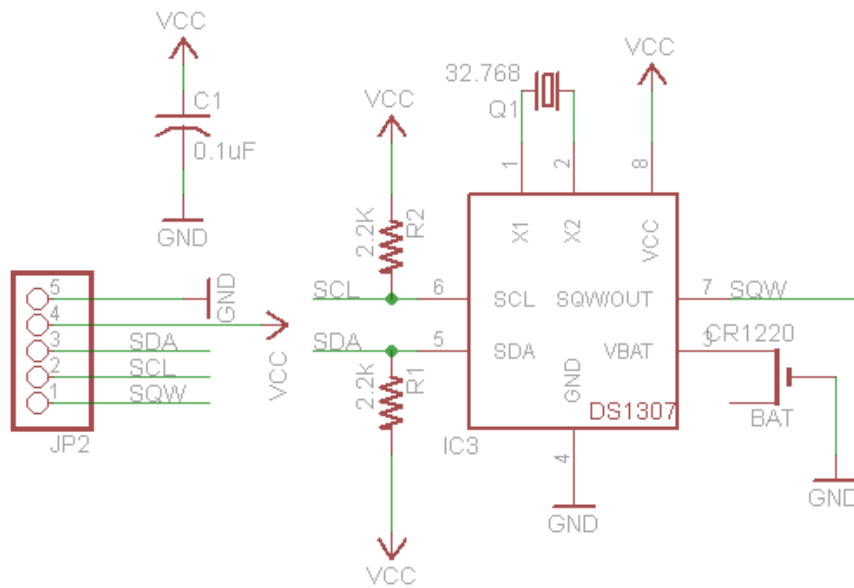 VCC
C1
0.1uF
GND
VCC
2.2K
R2
32.768
Q1
VCC
1
2
8
X1
X2
VCC
5
4
3
2
1
GND
VCC
SDA
SCL
SQW
JP2
SCL
6
SCL
SQW/OUT
7
SQW
SDA
5
SDA
VBAT
3
CR1220
GND
DS1307
BAT
2.2k
R1
IC3
4
GND
GND
VCC